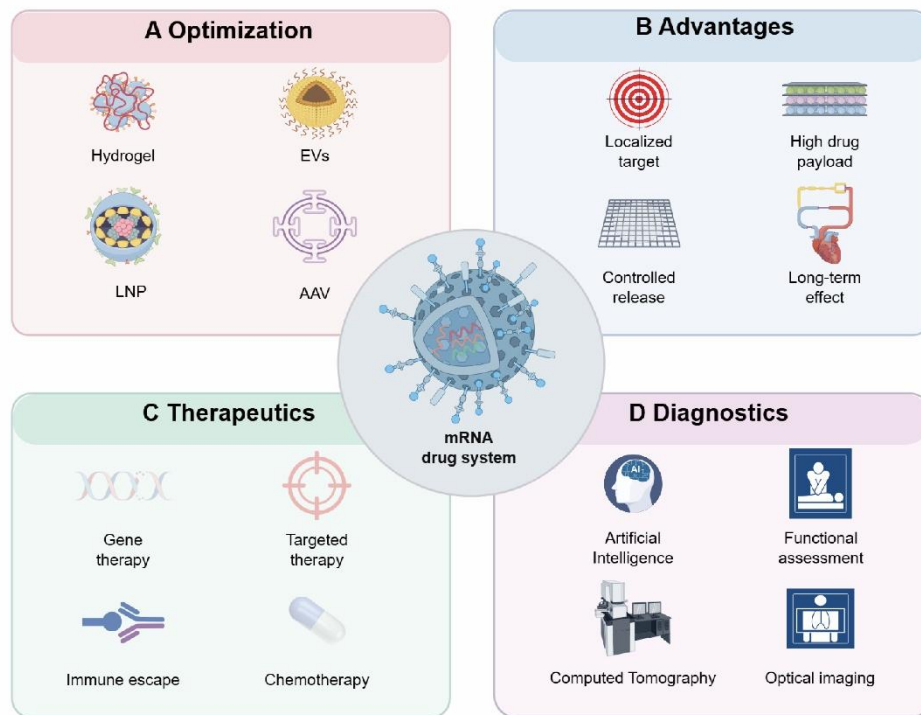 A Optimization
Hydrogel
EVs
LNP
AAV
B Advantages
Localized
target
High drug
payload
Controlled
release
Long-term
effect
mRNA
drug system
C Therapeutics
Gene
therapy
Targeted
therapy
Immune escape
Chemotherapy
D Diagnostics
AI
Artificial
Intelligence
Functional
assessment
Computed Tomography
Optical imaging